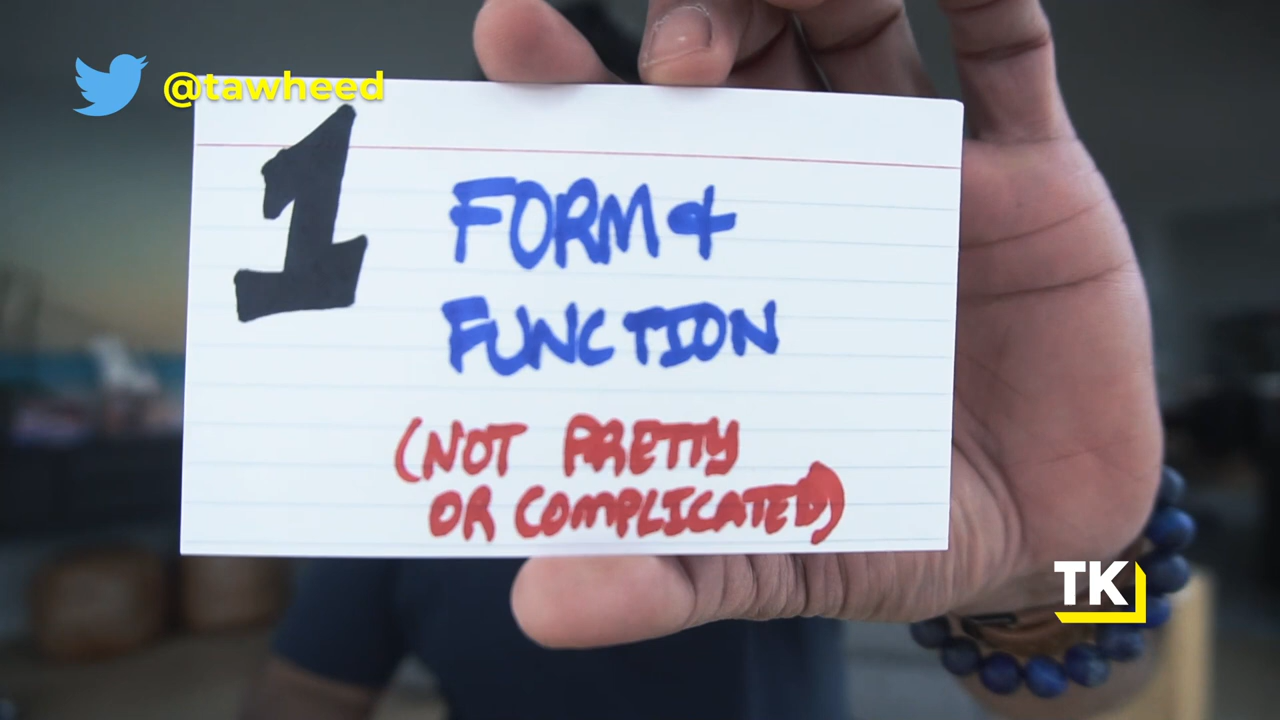 @tawheed
1
FORM &
FUNCTION
(NOT PRETTY
OR COMPLICATED)
TK